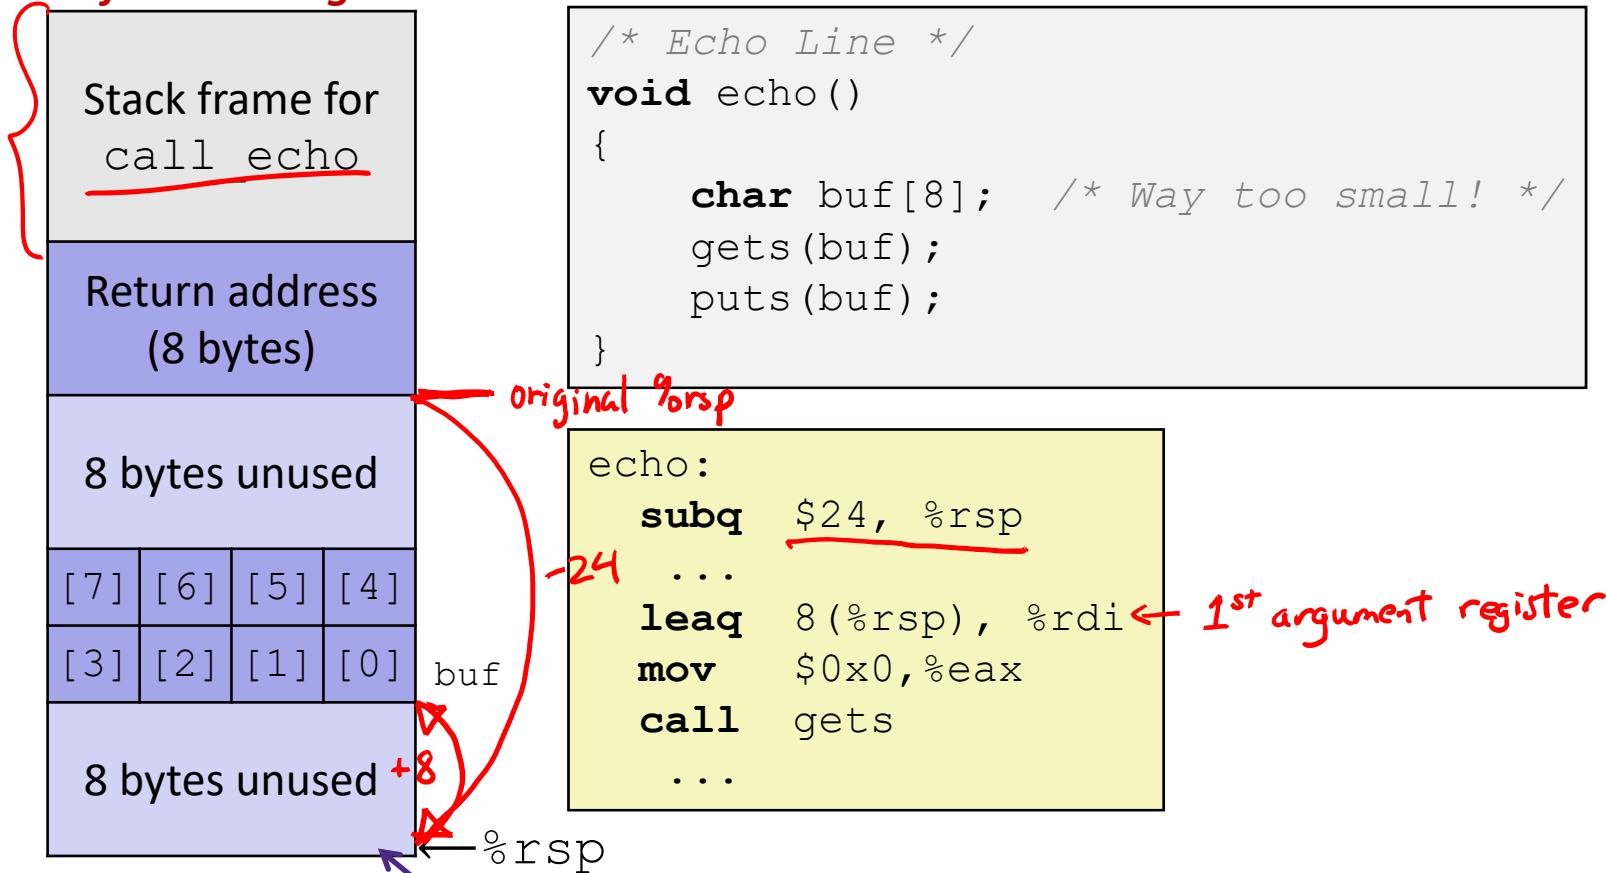 /* Echo Line */
void echo()
{
char buf[8]; /* Way too small! */
gets(buf);
puts(buf);
}
Stack frame for
call_echo
Return address
(8 bytes)
original %rsp
8 bytes unused
[7] [6] [5] [4]
[3] [2] [1] [0]
buf
8 bytes unused
+8
-24
←%rsp
echo:
subq $24, %rsp
...
leaq 8(%rsp), %rdi
← 1st argument register
mov $0x0,%eax
call gets
...